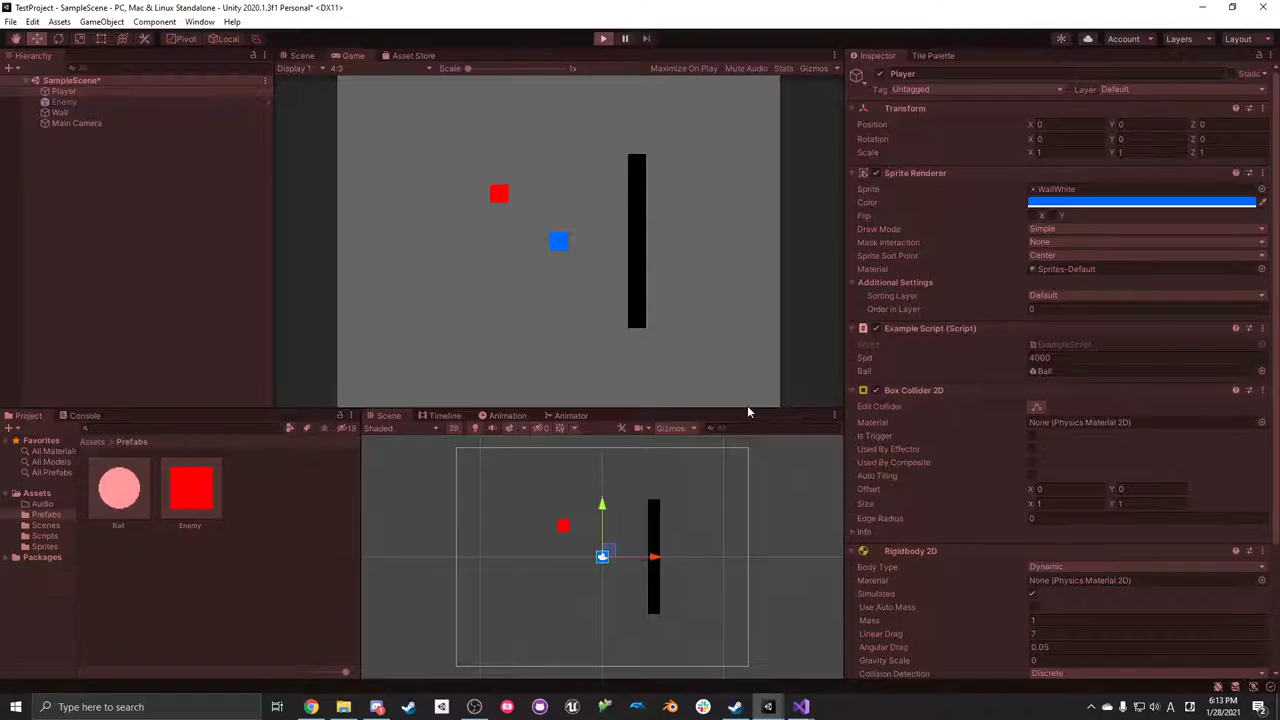 TestProject - SampleScene - PC, Mac & Linux Standalone - Unity 2020.1.3f1 Personal* <DX11>
File Edit Assets GameObject Component Window Help
Pivot Local Account Layers Layout
Hierarchy
All
SampleScene*
Player
Enemy
Wall
Main Camera
Scene Game Asset Store
Display 1 4:3 Scale 1x Maximize On Play Mute Audio Stats Gizmos
Inspector Tile Palette
Player Static
Tag Untagged Layer Default
Transform
Position X 0 Y 0 Z 0
Rotation X 0 Y 0 Z 0
Scale X 1 Y 1 Z 1
Sprite Renderer
Sprite WallWhite
Color
Flip X Y
Draw Mode Simple
Mask Interaction None
Sprite Sort Point Center
Material Sprites-Default
Additional Settings
Sorting Layer Default
Order in Layer 0
Example Script (Script)
Script ExampleScript
Spd 4000
Ball Ball
Box Collider 2D
Edit Collider
Material None (Physics Material 2D)
Is Trigger
Used By Effector
Used By Composite
Auto Tiling
Offset X 0 Y 0
Size X 1 Y 1
Edge Radius 0
Info
Rigidbody 2D
Body Type Dynamic
Material None (Physics Material 2D)
Simulated
Use Auto Mass
Mass 1
Linear Drag 7
Angular Drag 0.05
Gravity Scale 0
Collision Detection Discrete
Project Console
18
Favorites
All Material
All Models
All Prefabs
Assets
Audio
Prefabs
Scenes
Scripts
Sprites
Packages
Assets > Prefabs
Ball Enemy
Scene Timeline Animation Animator
Shaded 2D 0 Gizmos All
Type here to search
6:13 PM
1/28/2021